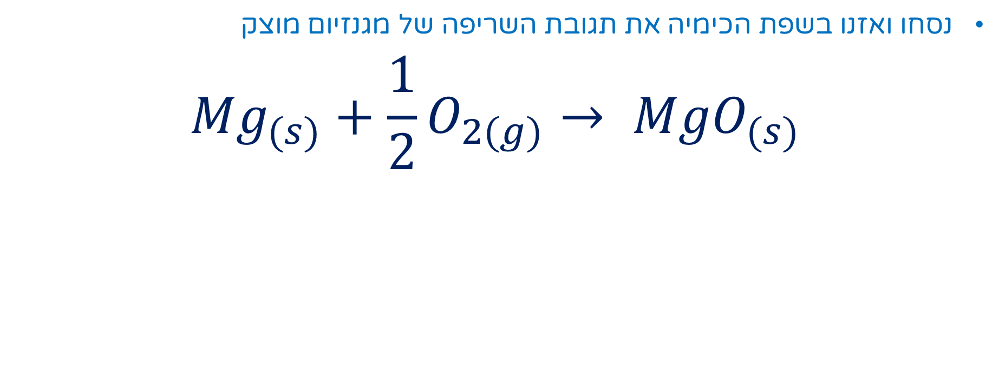 • נסחו ואזנו בשפת הכימיה את תגובת השריפה של מגנזיום מוצק
Mg(s) + 1/2 O2(g) → MgO(s)